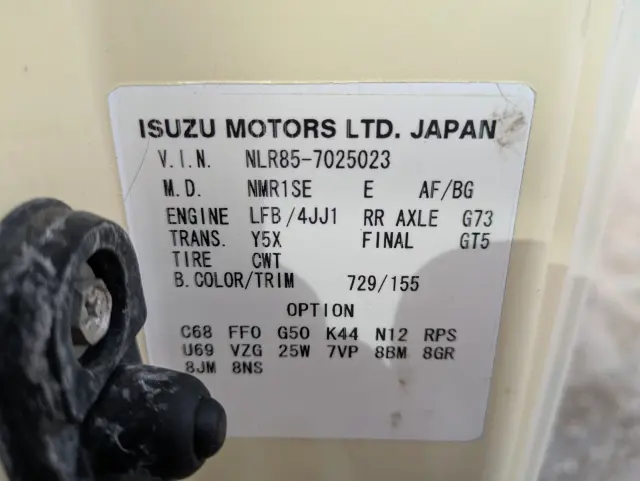 ISUZU MOTORS LTD. JAPAN
V.I.N. NLR85-7025023
M.D. NMR1SE E AF/BG
ENGINE LFB/4JJ1 RR AXLE G73
TRANS. Y5X FINAL GT5
TIRE CWT
B.COLOR/TRIM 729/155
OPTION
C68 FF0 G50 K44 N12 RPS
U69 VZG 25W 7VP 8BM 8GR
8JM 8NS